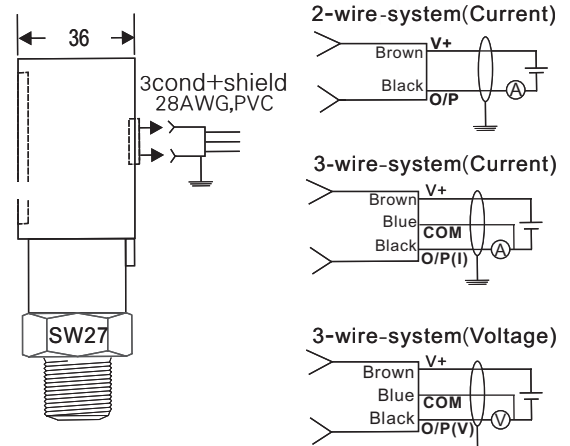 36
3cond+shield
28AWG,PVC
SW27
2-wire-system(Current)
V+
Brown
Black
O/P
A
3-wire-system(Current)
V+
Brown
Blue
COM
Black
O/P(I)
A
3-wire-system(Voltage)
V+
Brown
Blue
COM
Black
O/P(V)
V